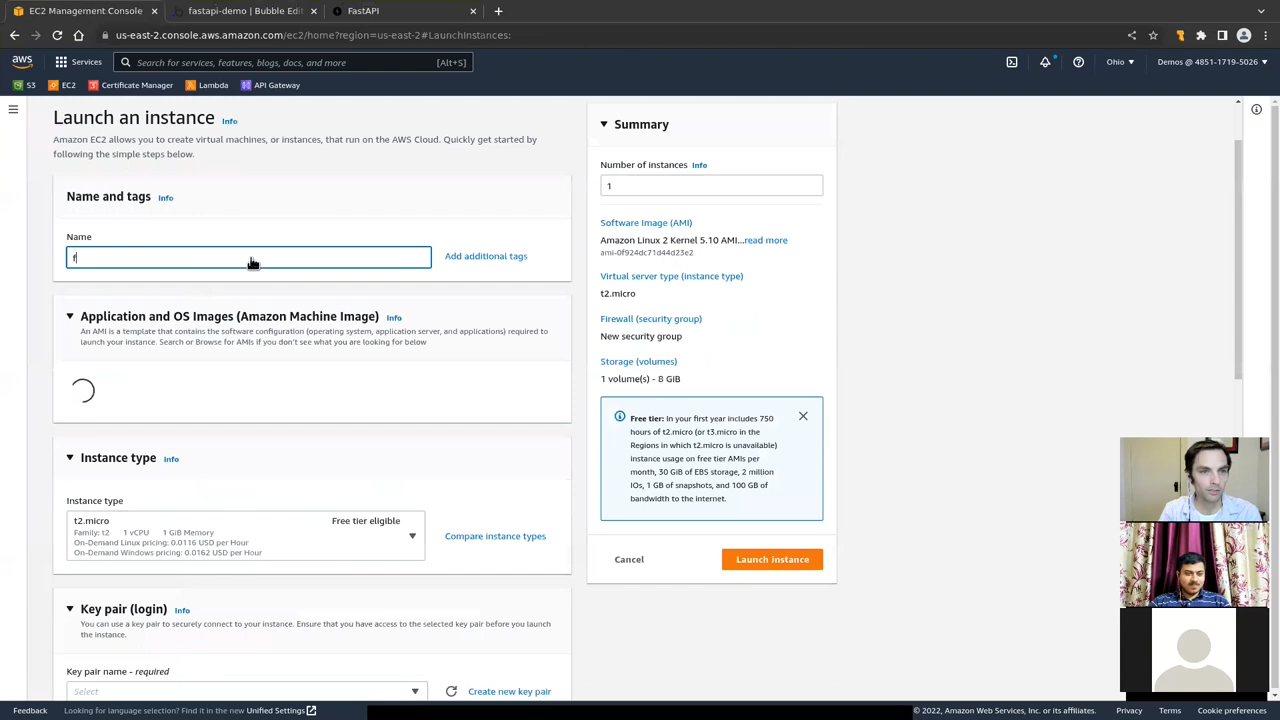 EC2 Management Console
fastapi-demo | Bubble Edit
FastAPI
us-east-2.console.aws.amazon.com/ec2/home?region=us-east-2#LaunchInstances:
aws
Services
Search for services, features, blogs, docs, and more
[Alt+S]
Ohio
Demos @ 4851-1719-5026
S3
EC2
Certificate Manager
Lambda
API Gateway
Launch an instance Info
Amazon EC2 allows you to create virtual machines, or instances, that run on the AWS Cloud. Quickly get started by
following the simple steps below.
Name and tags Info
Name
f
Add additional tags
Application and OS Images (Amazon Machine Image) Info
An AMI is a template that contains the software configuration (operating system, application server, and applications) required to
launch your instance. Search or Browse for AMIs if you don't see what you are looking for below
Instance type Info
Instance type
t2.micro
Free tier eligible
Family: t2 1 vCPU 1 GiB Memory
On-Demand Linux pricing: 0.0116 USD per Hour
On-Demand Windows pricing: 0.0162 USD per Hour
Compare instance types
Key pair (login) Info
You can use a key pair to securely connect to your instance. Ensure that you have access to the selected key pair before you launch
the instance.
Key pair name - required
Select
Create new key pair
Summary
Number of instances Info
1
Software Image (AMI)
Amazon Linux 2 Kernel 5.10 AMI...read more
ami-0f924dc71d44d23e2
Virtual server type (instance type)
t2.micro
Firewall (security group)
New security group
Storage (volumes)
1 volume(s) - 8 GiB
Free tier: In your first year includes 750
hours of t2.micro (or t3.micro in the
Regions in which t2.micro is unavailable)
instance usage on free tier AMIs per
month, 30 GiB of EBS storage, 2 million
IOs, 1 GB of snapshots, and 100 GB of
bandwidth to the internet.
Cancel
Launch instance
Feedback
Looking for language selection? Find it in the new Unified Settings
© 2022, Amazon Web Services, Inc. or its affiliates.
Privacy
Terms
Cookie preferences